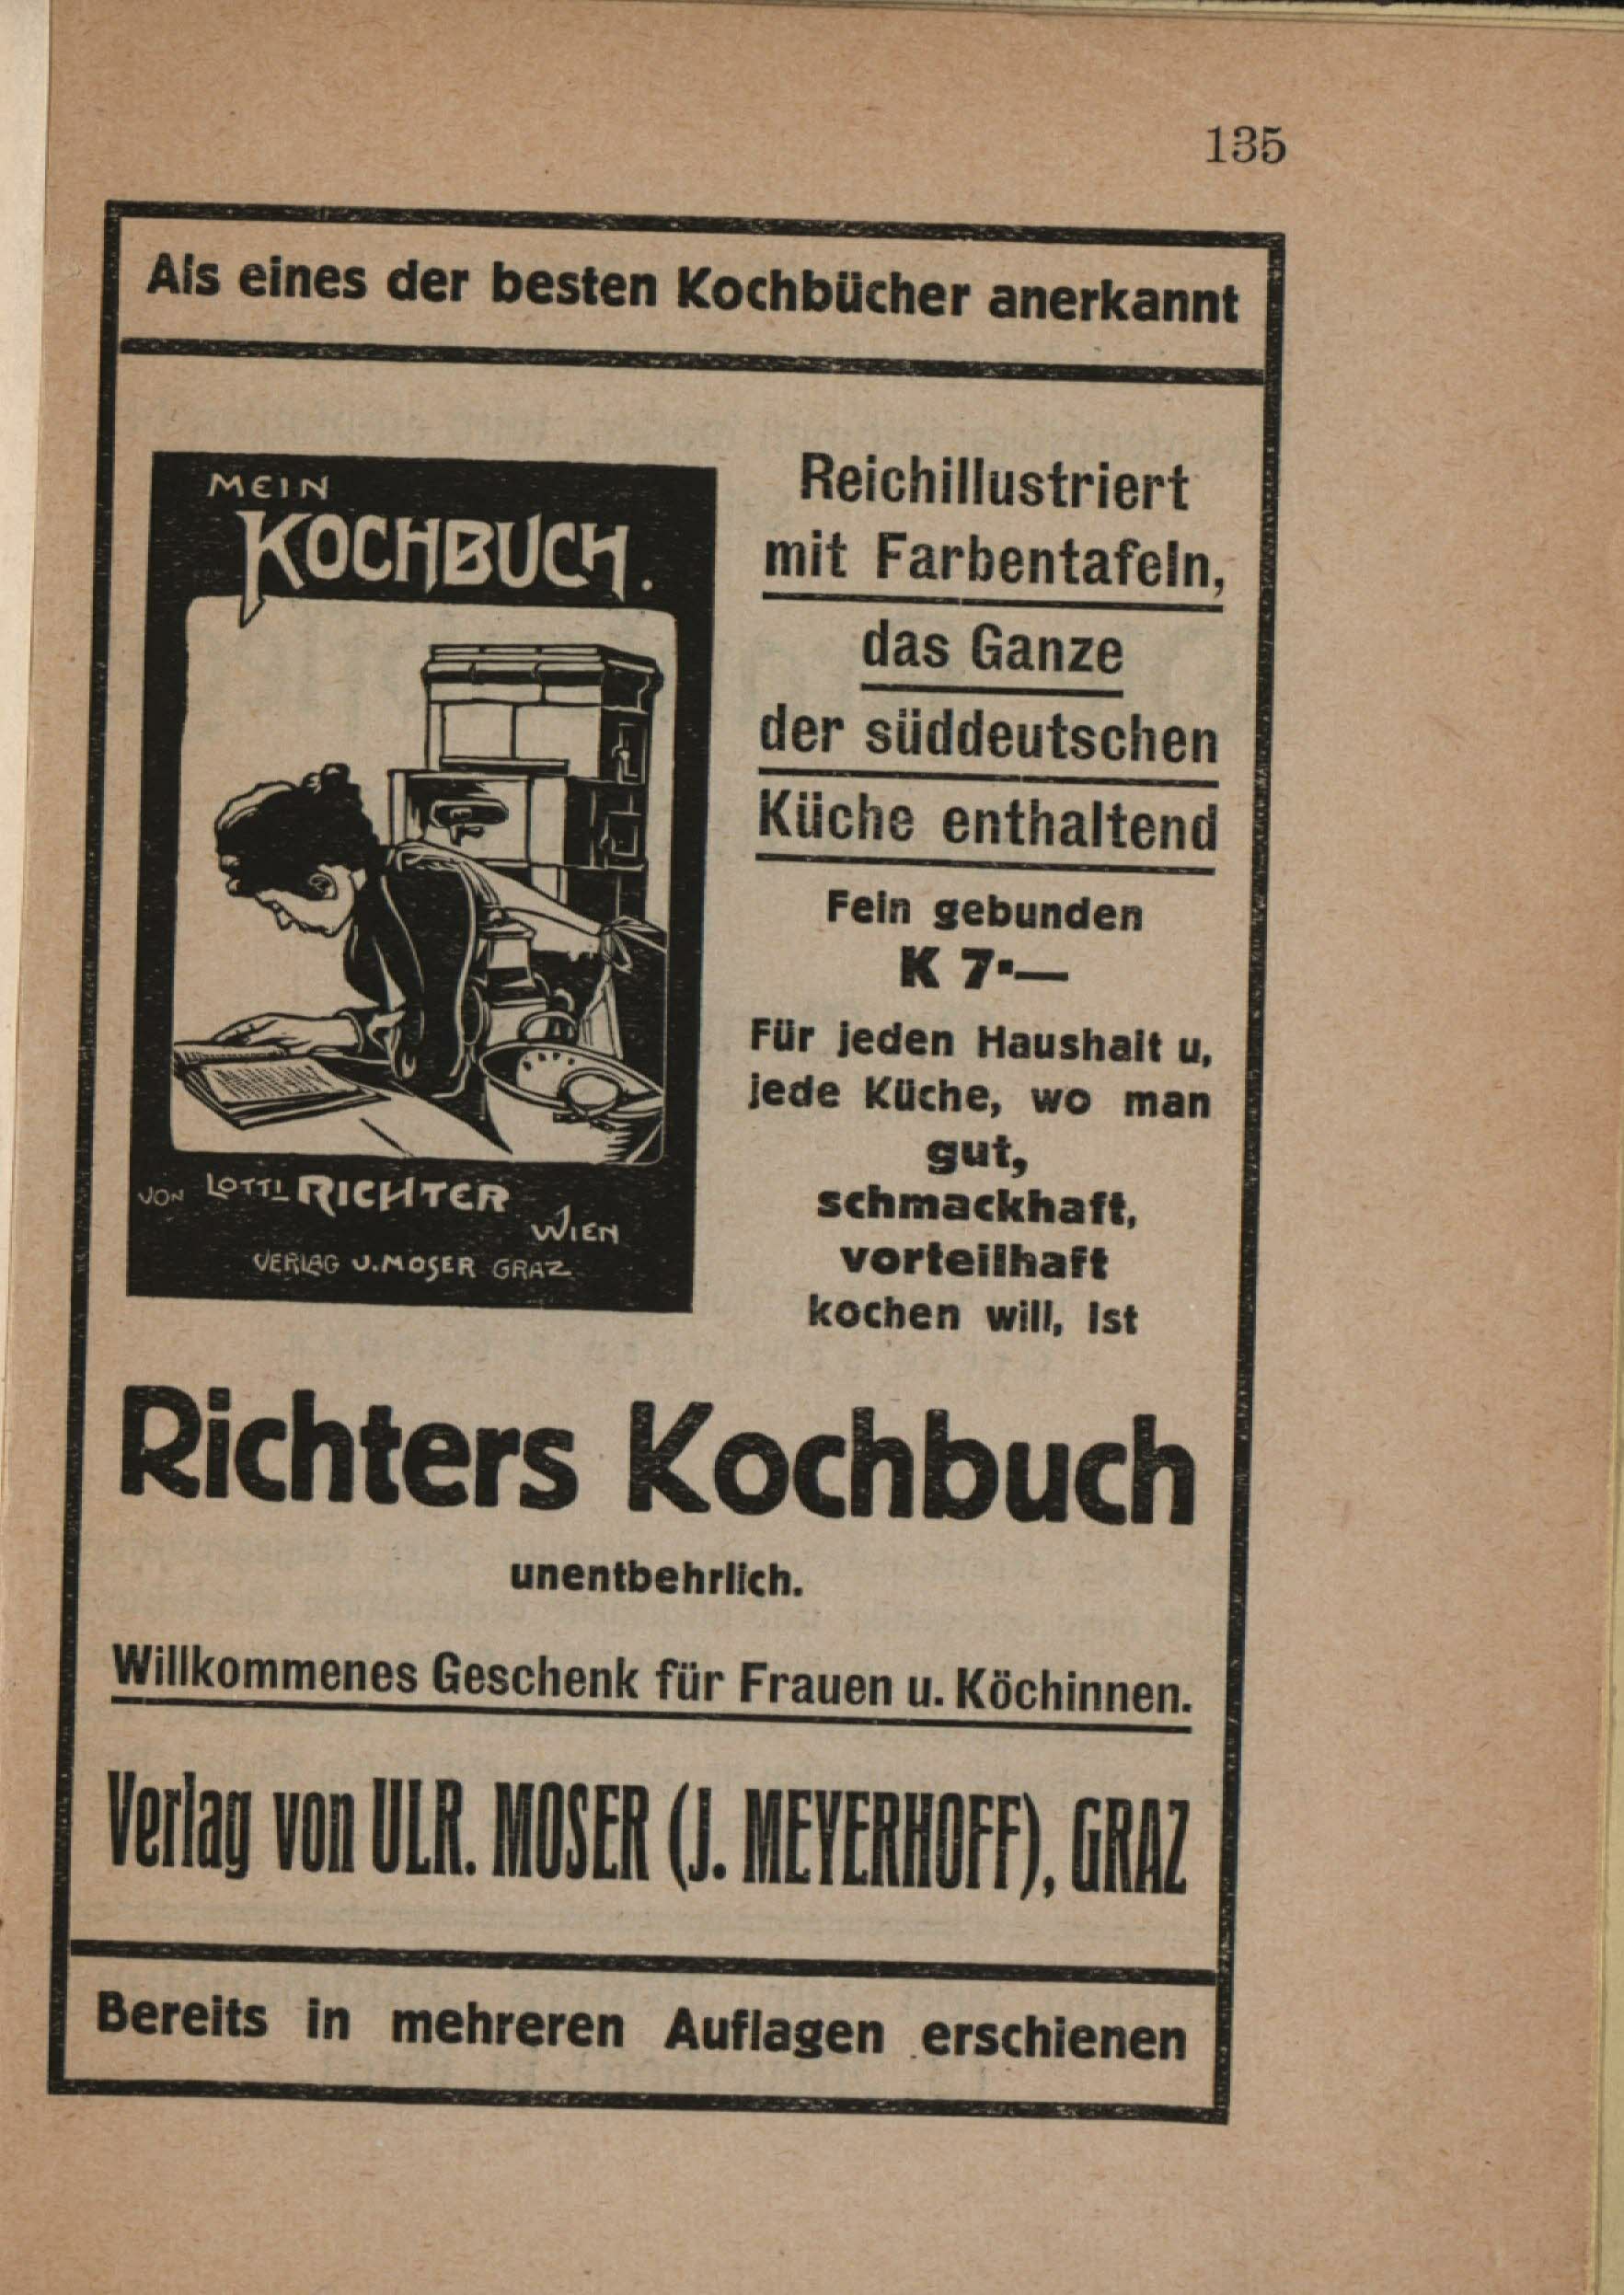 135
Als eines der besten Kochbücher anerkannt
MEIN
KOCHBUCH.
VON LOTTI RICHTER
WIEN
VERLAG U. MOSER GRAZ
Reichillustriert
mit Farbentafeln,
das Ganze
der süddeutschen
Küche enthaltend
Fein gebunden
K 7·—
Für jeden Haushalt u,
jede Küche, wo man
gut,
schmackhaft,
vorteilhaft
kochen will, ist
Richters Kochbuch
unentbehrlich.
Willkommenes Geschenk für Frauen u. Köchinnen.
Verlag von ULR. MOSER (J. MEYERHOFF), GRAZ
Bereits in mehreren Auflagen erschienen